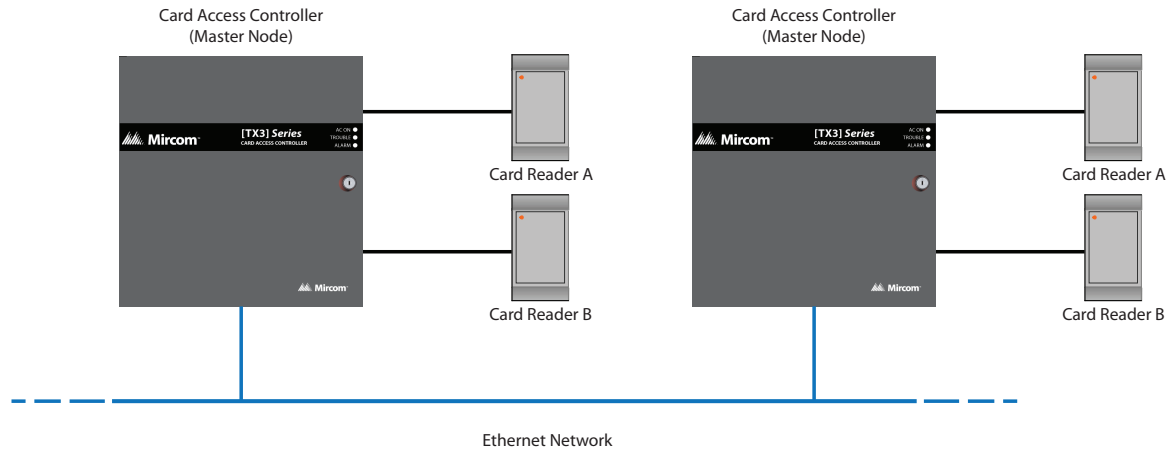 Card Access Controller
(Master Node)
Mircom™
[TX3] Series
CARD ACCESS CONTROLLER
AC ON
TROUBLE
ALARM
Mircom
Card Reader A
Card Reader B
Card Access Controller
(Master Node)
Mircom™
[TX3] Series
CARD ACCESS CONTROLLER
AC ON
TROUBLE
ALARM
Mircom
Card Reader A
Card Reader B
Ethernet Network